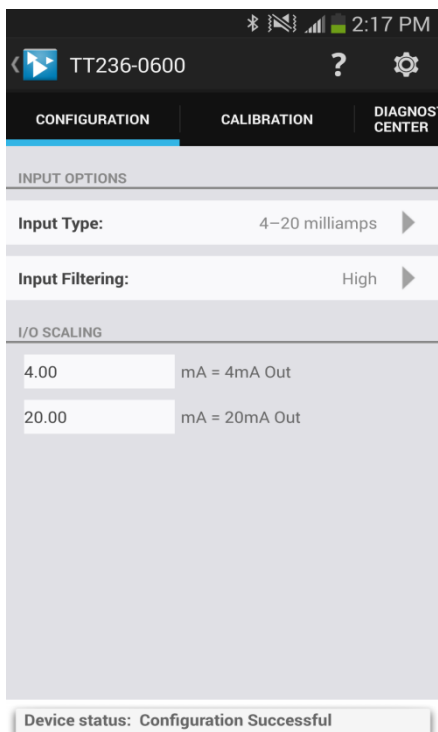 2:17 PM
TT236-0600 ?
CONFIGURATION CALIBRATION DIAGNOS
CENTER
INPUT OPTIONS
Input Type: 4–20 milliamps
Input Filtering: High
I/O SCALING
4.00 mA = 4mA Out
20.00 mA = 20mA Out
Device status: Configuration Successful